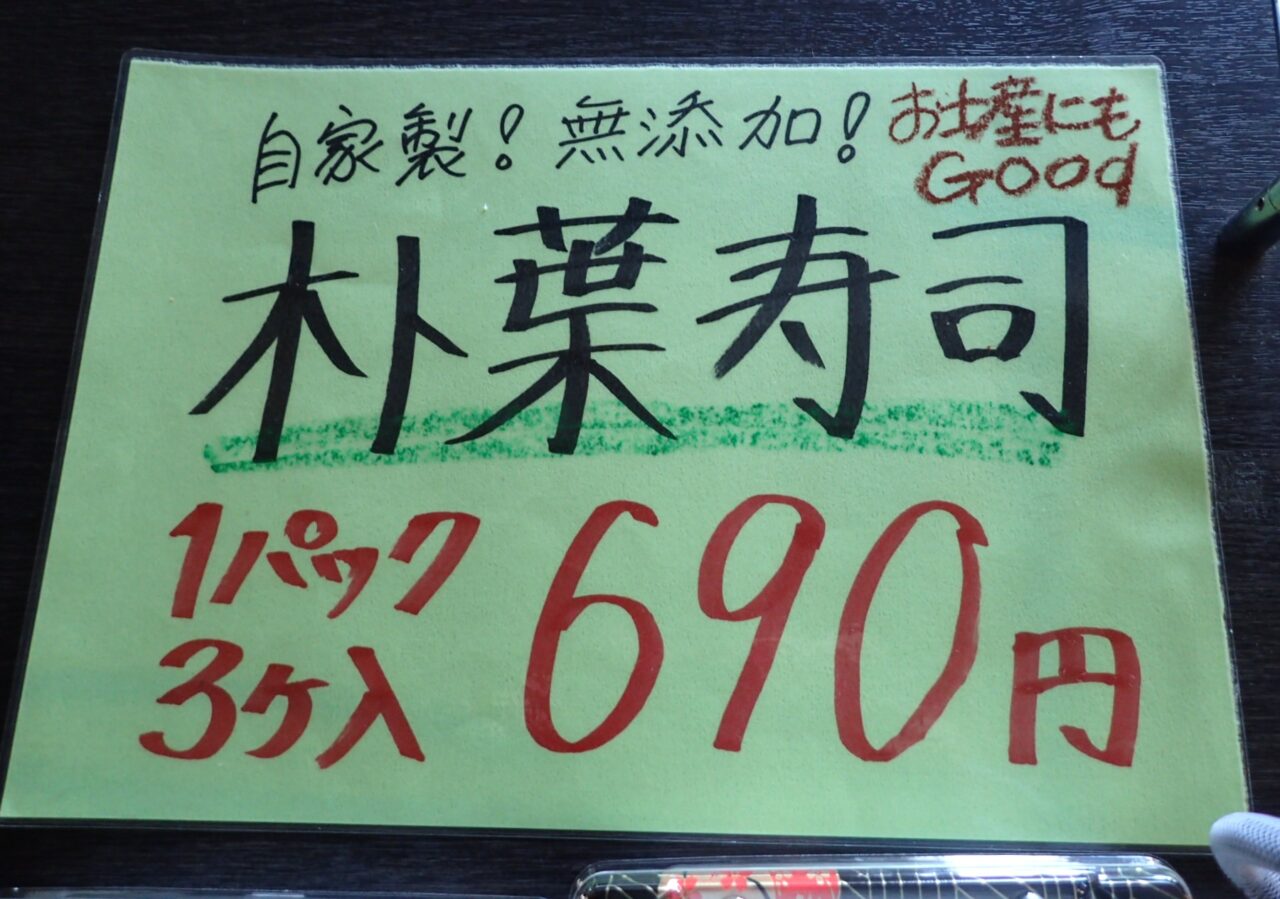 自家製！無添加！
お土産にも
Good
朴葉寿司
1パック
3ケ入
690円